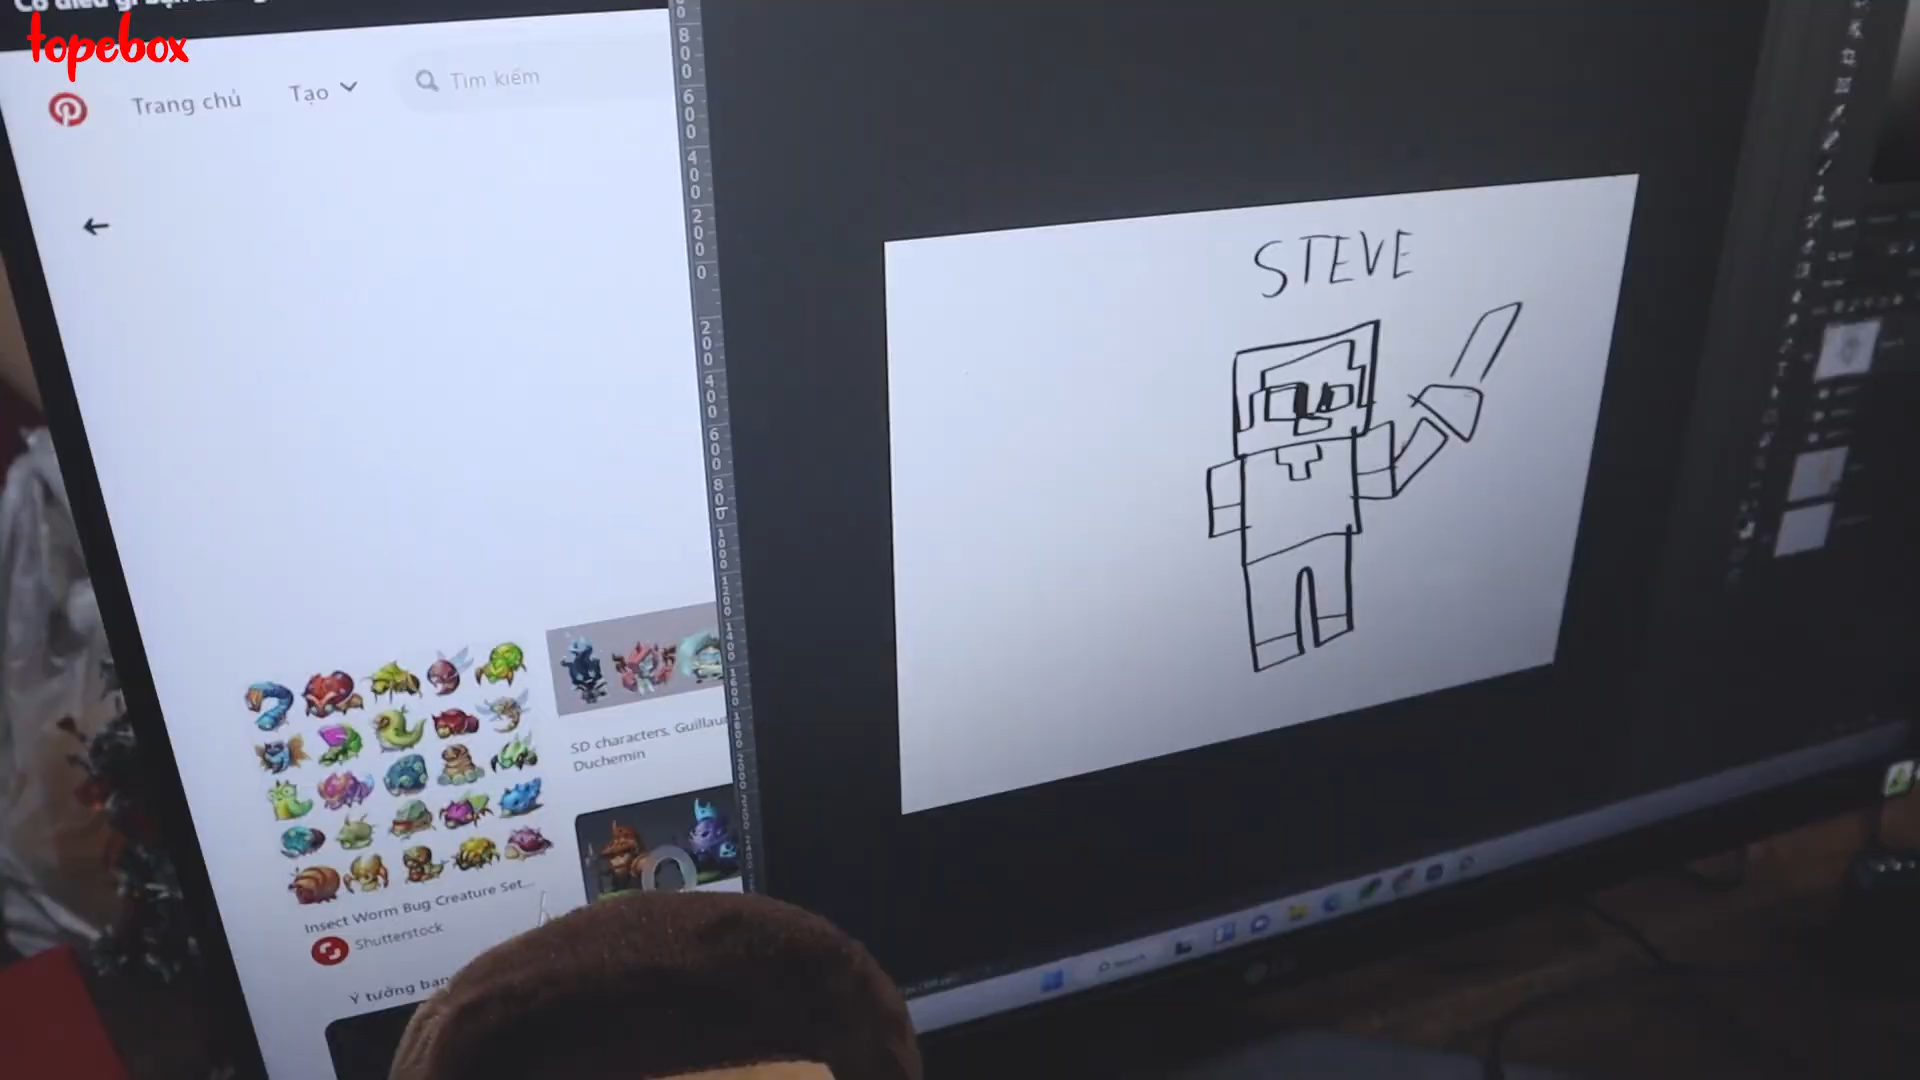 topebox
Trang chủ
Tạo
Tìm kiếm
STEVE
SD characters, Guillau
Duchemin
Insect Worm Bug Creature Set...
Shutterstock
Ý tưởng bạn
Search